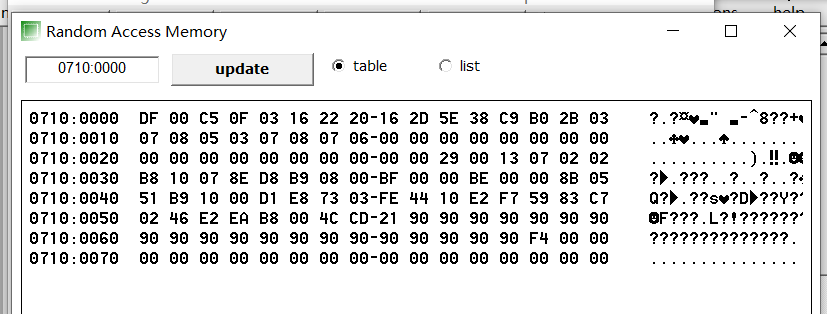 ons
help
Random Access Memory
0710:0000 update table list
0710:0000 DF 00 C5 0F 03 16 22 20-16 2D 5E 38 C9 B0 2B 03 ?.?¤♥▬" ▬-^8??+♥
0710:0010 07 08 05 03 07 08 07 06-00 00 00 00 00 00 00 00 ..♣♥...♠........
0710:0020 00 00 00 00 00 00 00-00 00 29 00 13 07 02 02 ..........).‼.☻☻
0710:0030 B8 10 07 8E D8 B9 08 00-BF 00 00 BE 00 00 8B 05 ?►.???..?..?..?♣
0710:0040 51 B9 10 00 D1 E8 73 03-FE 44 10 E2 F7 59 83 C7 Q?►.??s♥?D►??Y??
0710:0050 02 46 E2 EA B8 00 4C CD-21 90 90 90 90 90 90 90 ☻F???.L?!???????
0710:0060 90 90 90 90 90 90 90 90-90 90 90 90 90 F4 00 00 ??????????????.
0710:0070 00 00 00 00 00 00 00 00-00 00 00 00 00 00 00 00 ...............